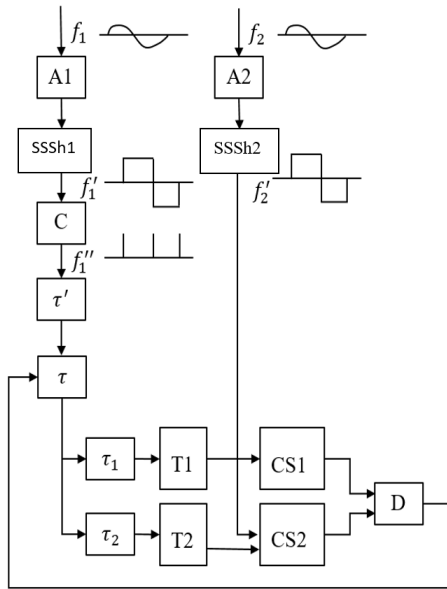 f₁
f₂
A1
A2
SSSh1
SSSh2
f₁′
f₂′
C
f₁″
τ′
τ
τ₁
T1
CS1
D
τ₂
T2
CS2